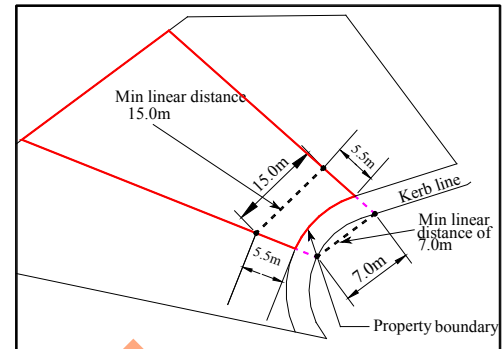 Min linear distance
15.0m
15.0m
5.5m
Kerb line
Min linear
distance of
7.0m
5.5m
7.0m
Property boundary